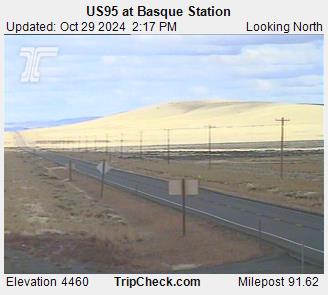 US95 at Basque Station
Updated: Oct 29 2024 2:17 PM Looking North
Elevation 4460 TripCheck.com Milepost 91.62